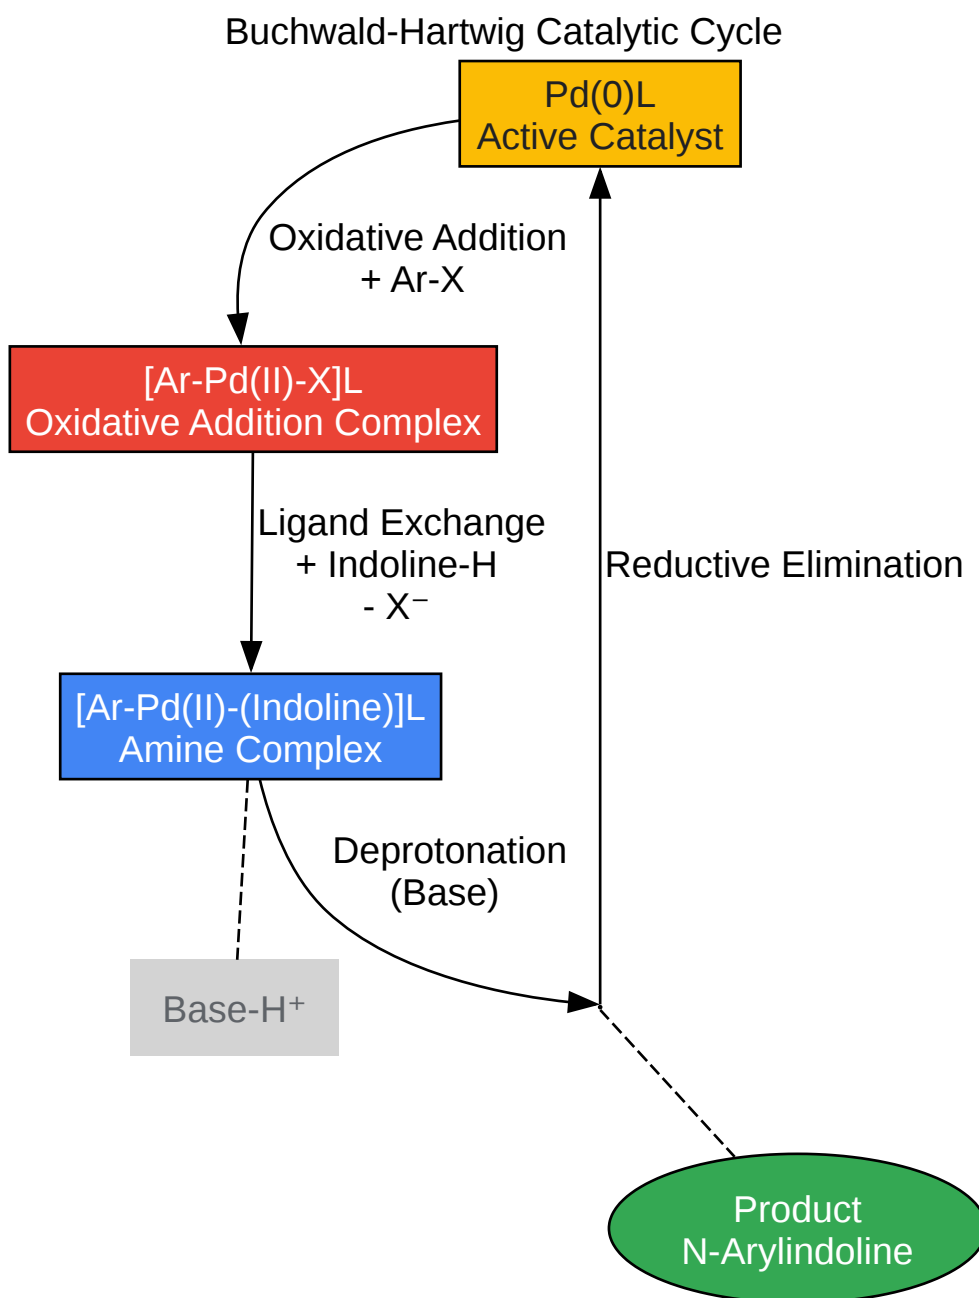 Buchwald-Hartwig Catalytic Cycle
Pd(0)L
Active Catalyst
Oxidative Addition
+ Ar-X
[Ar-Pd(II)-X]L
Oxidative Addition Complex
Ligand Exchange
+ Indoline-H
- X⁻
Reductive Elimination
[Ar-Pd(II)-(Indoline)]L
Amine Complex
Deprotonation
(Base)
Base-H⁺
Product
N-Arylindoline